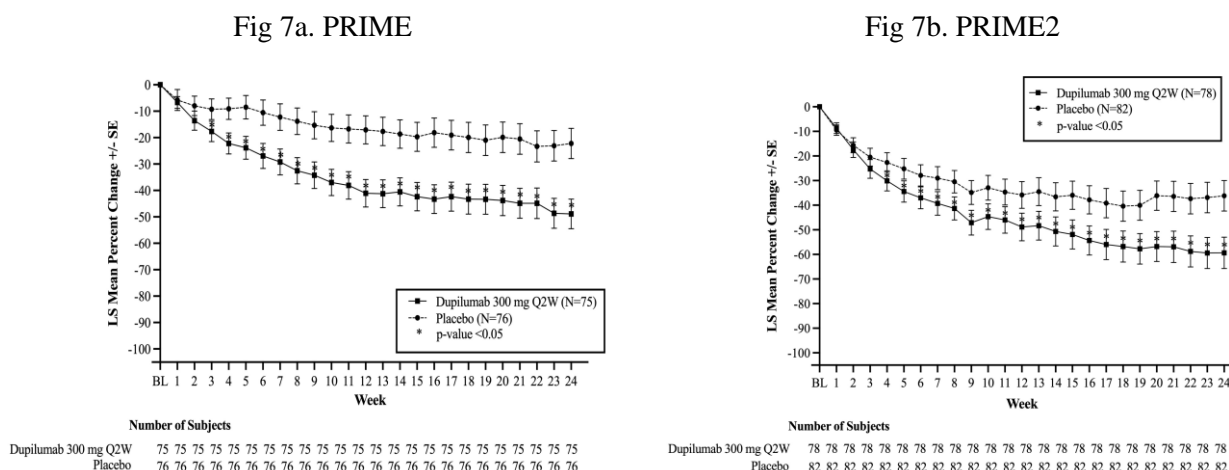 Fig 7a. PRIME
LS Mean Percent Change +/- SE
0
-10
-20
-30
-40
-50
-60
-70
-80
-90
-100
Dupilumab 300 mg Q2W (N=75)
Placebo (N=76)
* p-value <0.05
BL 1 2 3 4 5 6 7 8 9 10 11 12 13 14 15 16 17 18 19 20 21 22 23 24
Week
Number of Subjects
Dupilumab 300 mg Q2W 75 75 75 75 75 75 75 75 75 75 75 75 75 75 75 75 75 75 75 75 75 75 75 75 75
Placebo 76 76 76 76 76 76 76 76 76 76 76 76 76 76 76 76 76 76 76 76 76 76 76 76 76
Fig 7b. PRIME2
LS Mean Percent Change +/- SE
0
-10
-20
-30
-40
-50
-60
-70
-80
-90
-100
Dupilumab 300 mg Q2W (N=78)
Placebo (N=82)
* p-value <0.05
BL 1 2 3 4 5 6 7 8 9 10 11 12 13 14 15 16 17 18 19 20 21 22 23 24
Week
Number of Subjects
Dupilumab 300 mg Q2W 78 78 78 78 78 78 78 78 78 78 78 78 78 78 78 78 78 78 78 78 78 78 78 78 78
Placebo 82 82 82 82 82 82 82 82 82 82 82 82 82 82 82 82 82 82 82 82 82 82 82 82 82